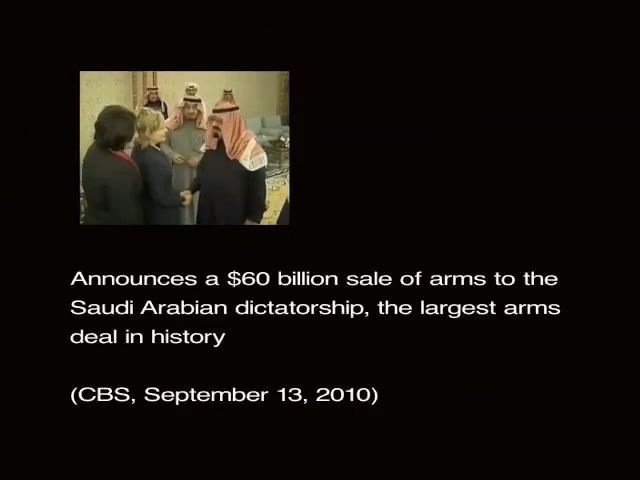 Announces a $60 billion sale of arms to the
Saudi Arabian dictatorship, the largest arms
deal in history
(CBS, September 13, 2010)